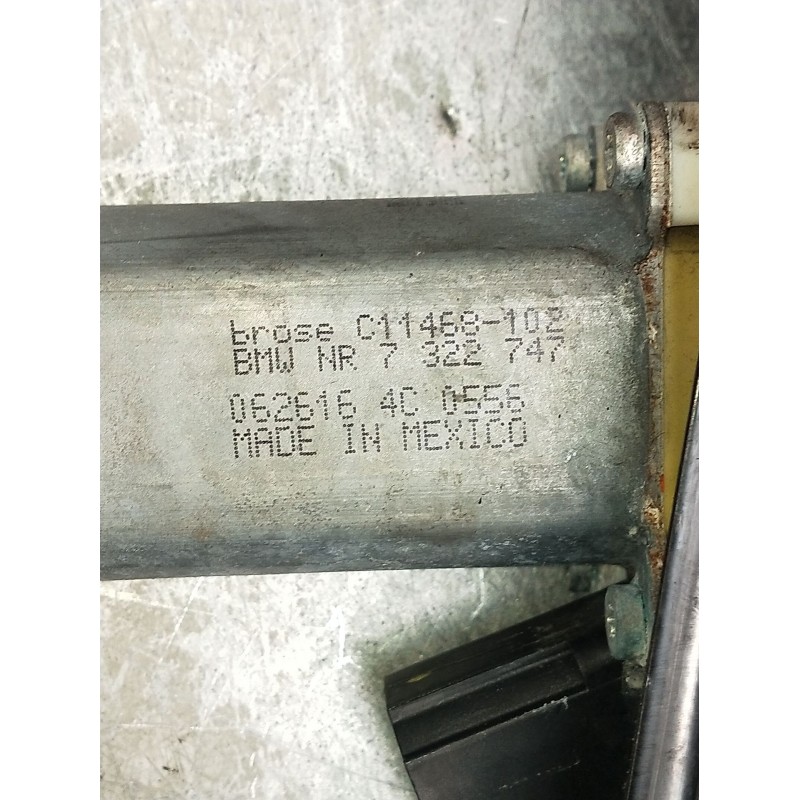 brose C11468-102
BMW NR 7 322 747
062616 4C 0556
MADE IN MEXICO